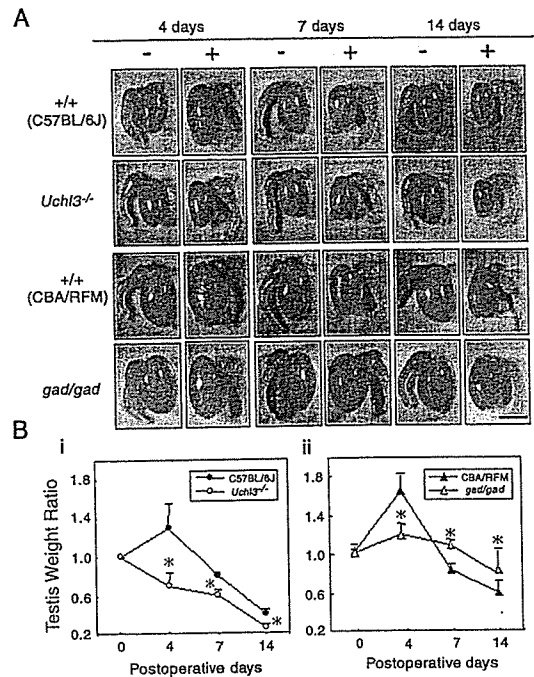 A
4 days 7 days 14 days
- + - + - +
+/+
(C57BL/6J)
Uchl3-/-
+/+
(CBA/RFM)
gad/gad
B
i
Testis Weight Ratio
1.8
1.4
1.0
0.6
0.2
C57BL/6J
Uchl3-/-
*
*
*
0 4 7 14
Postoperative days
ii
1.8
1.4
1.0
0.6
0.2
CBA/RFM
gad/gad
*
*
*
0 4 7 14
Postoperative days